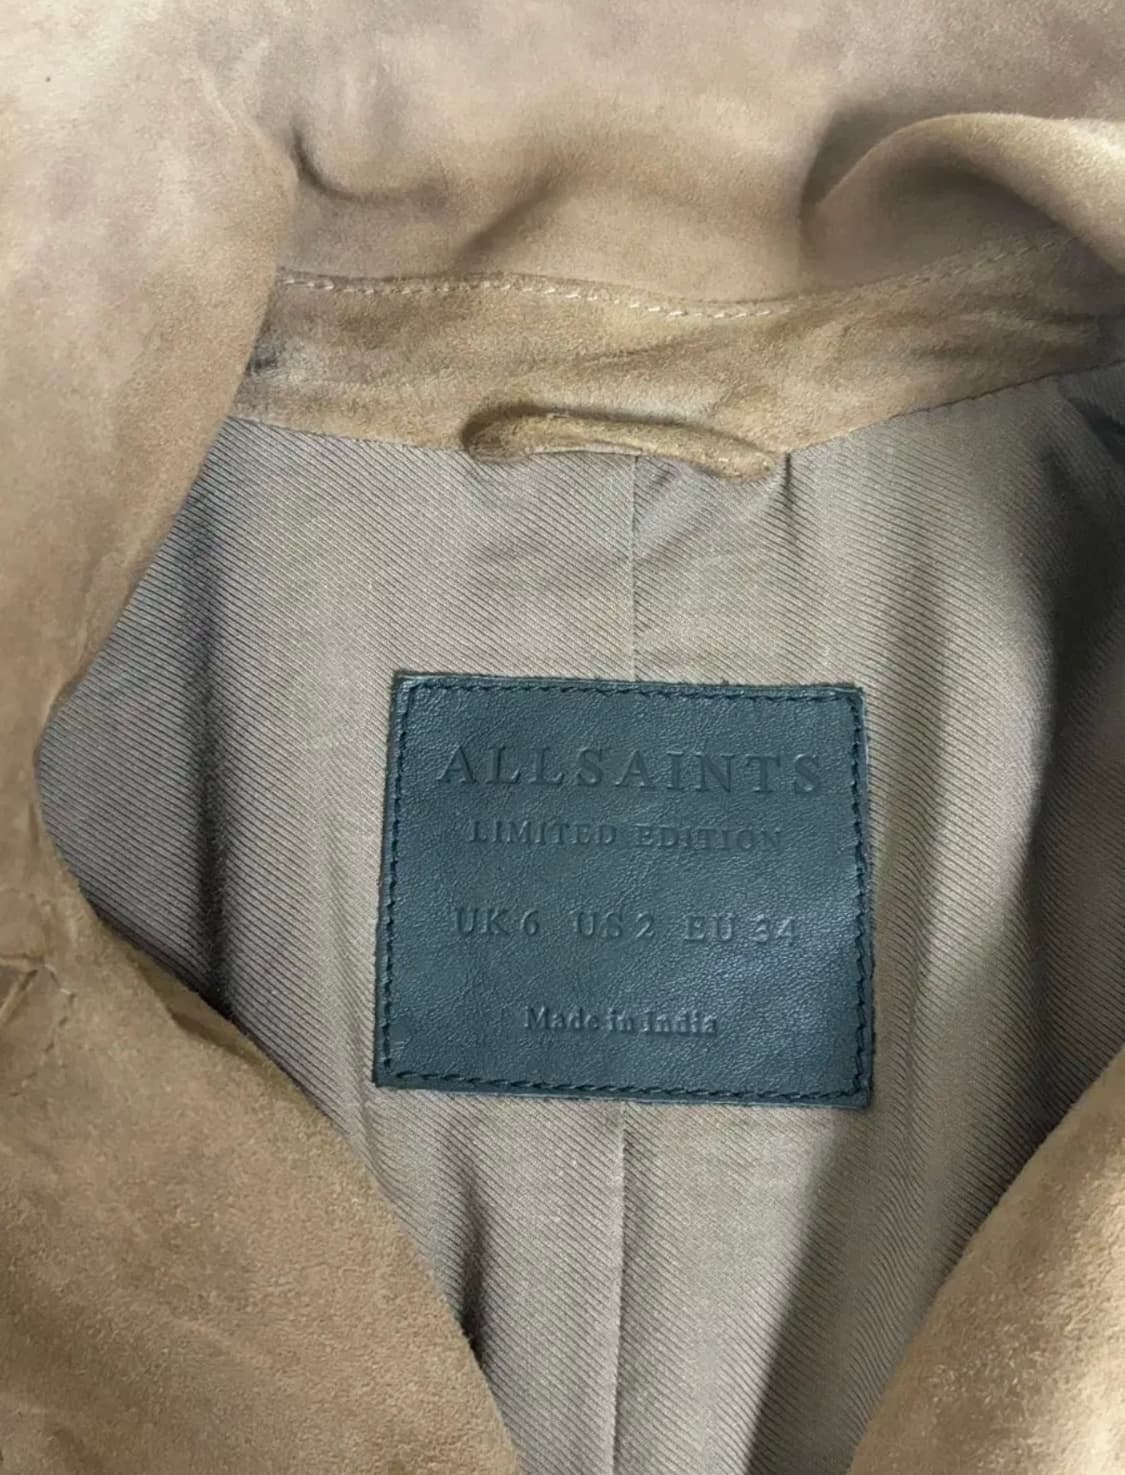 ALLSAINTS
LIMITED EDITION
UK 6 US 2 EU 34
Made in India